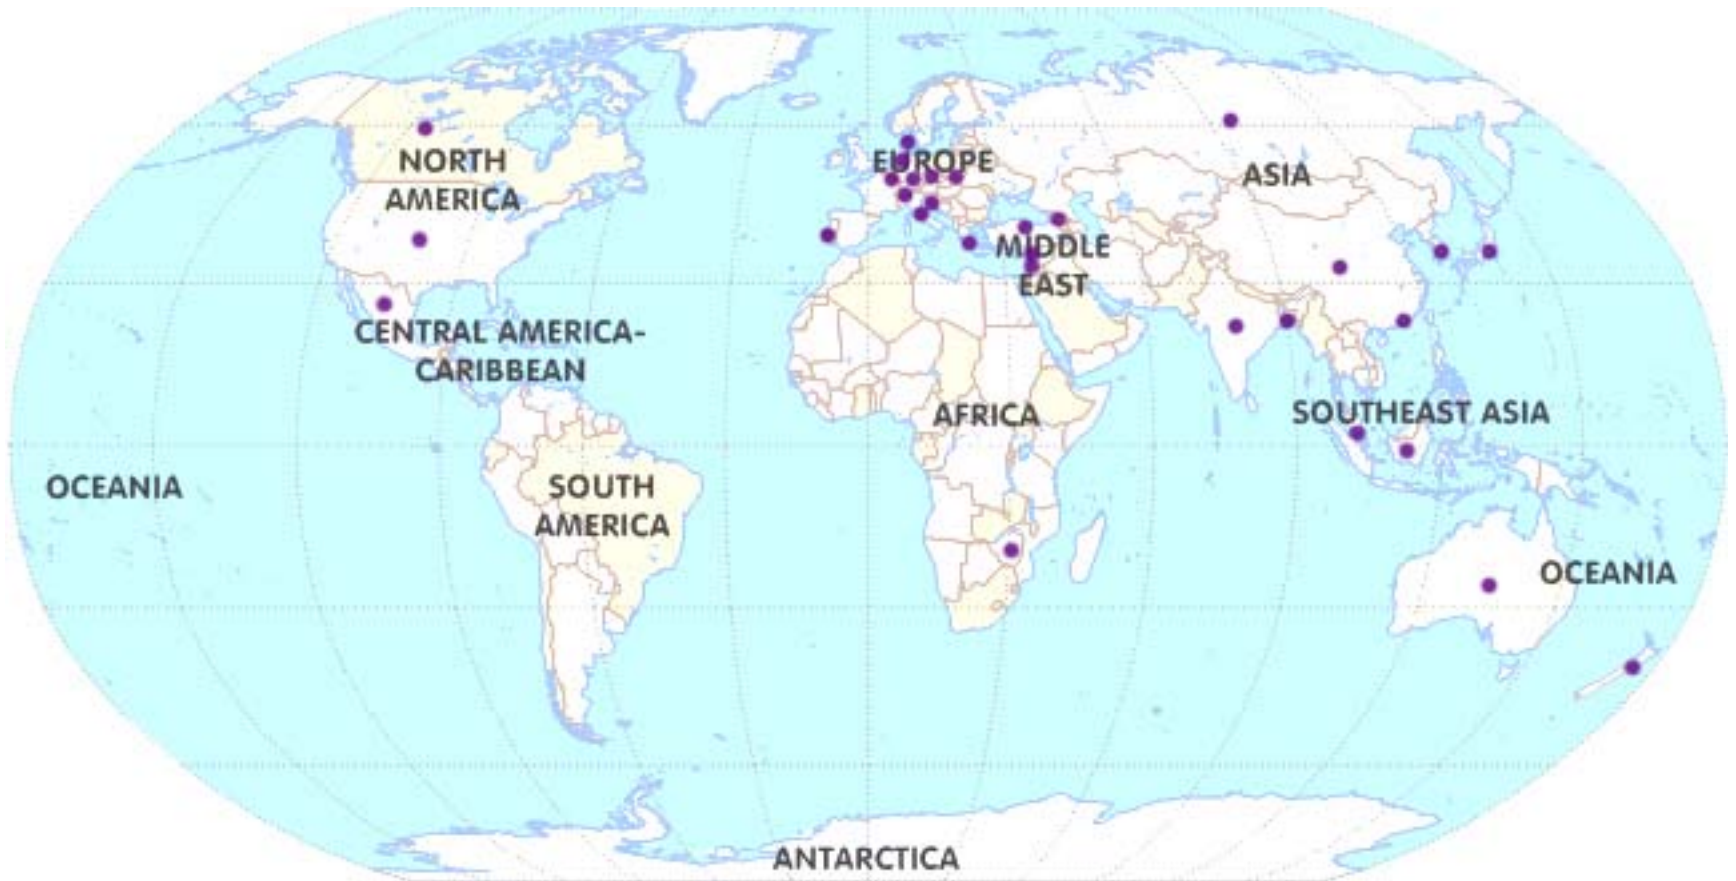 NORTH
AMERICA
EUROPE
ASIA
MIDDLE
EAST
CENTRAL AMERICA-
CARIBBEAN
AFRICA
SOUTHEAST ASIA
OCEANIA
SOUTH
AMERICA
OCEANIA
ANTARCTICA